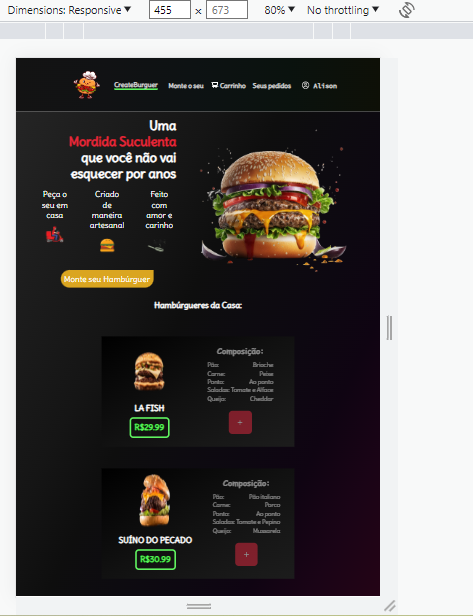 Dimensions: Responsive ▼ 455 x 673 80% ▼ No throttling ▼
CreateBurguer Monte o seu Carrinho Seus pedidos Alison
Uma
Mordida Suculenta
que você não vai
esquecer por anos
Peça o
seu em
casa
Criado
de
maneira
artesanal
Feito
com
amor e
carinho
Monte seu Hambúrguer
Hambúrgueres da Casa:
Composição:
Pão: Brioche
Carne: Peixe
Ponto: Ao ponto
Salada: Tomate e Alface
Queijo: Cheddar
LA FISH
R$29.99
+
Composição:
Pão: Pão italiano
Carne: Porco
Ponto: Ao ponto
Salada: Tomate e Pepino
Queijo: Mussarela
SUÍNO DO PECADO
R$30.99
+